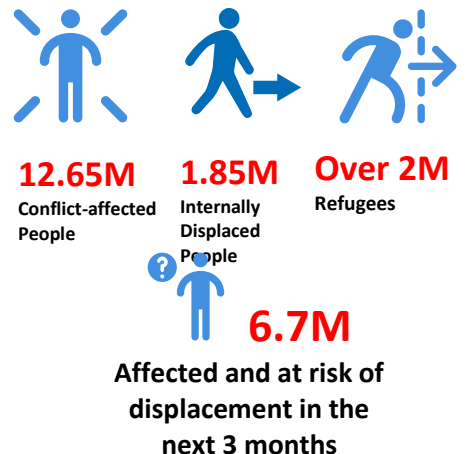 12.65M
Conflict-affected
People
1.85M
Internally
Displaced
People
Over 2M
Refugees
?
6.7M
Affected and at risk of
displacement in the
next 3 months